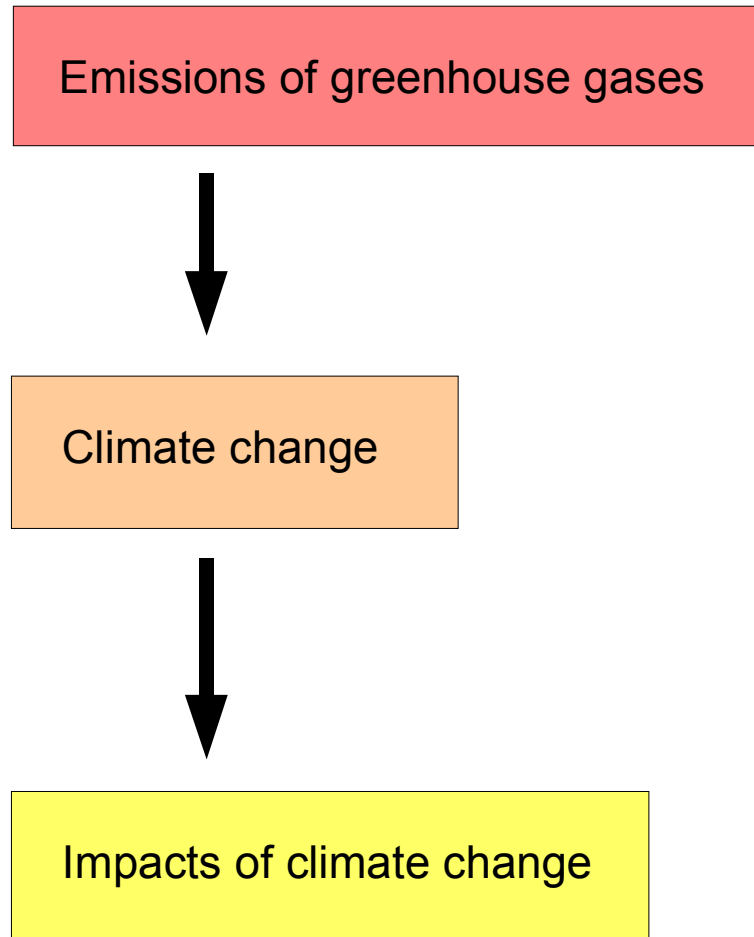 Emissions of greenhouse gases
Climate change
Impacts of climate change